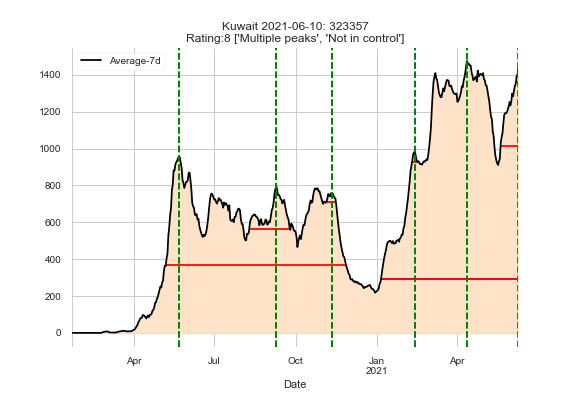 Kuwait 2021-06-10: 323357
Rating:8 ['Multiple peaks', 'Not in control']
Average-7d
1400
1200
1000
800
600
400
200
0
Apr
Jul
Oct
Jan
2021
Apr
Date